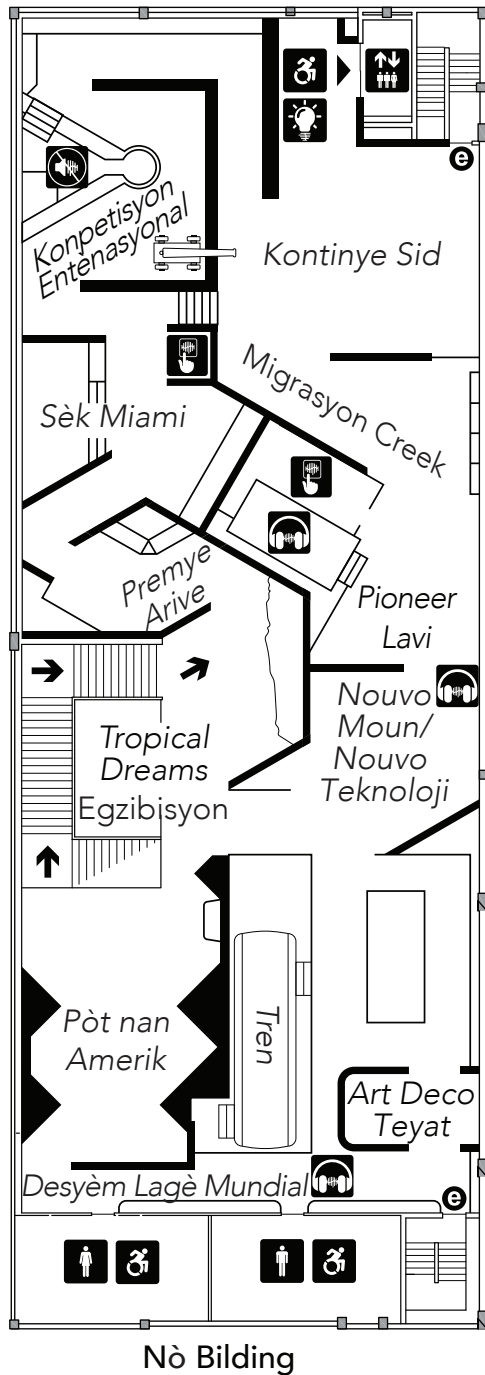 e
Konpetisyon
Entènasyonal
Kontinye Sid
Migrasyon Creek
Sèk Miami
Premye
Arive
Pioneer
Lavi
Nouvo
Moun/
Nouvo
Teknoloji
Tropical
Dreams
Egzibisyon
Pòt nan
Amerik
Tren
Art Deco
Teyat
Desyèm Lagè Mundial
e
Nò Bilding